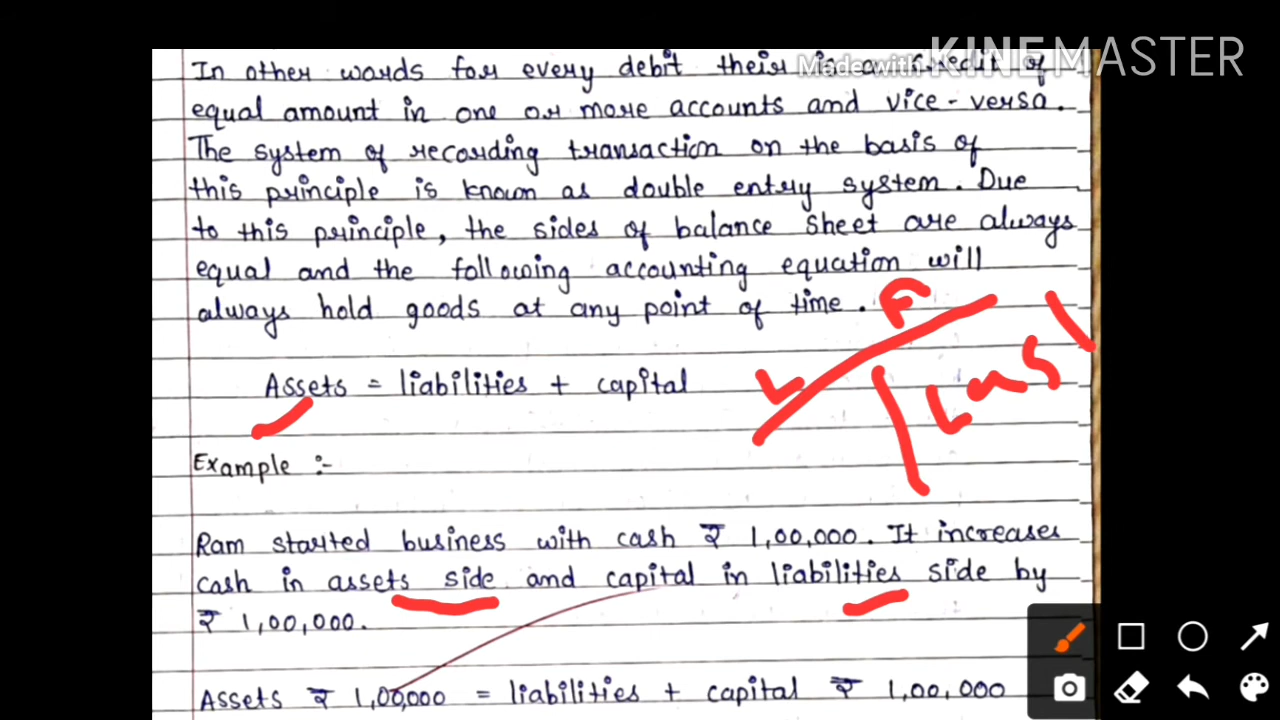 Made with KINEMASTER
In other words for every debit their is a credit of
equal amount in one or more accounts and vice-versa.
The system of recording transaction on the basis of
this principle is known as double entry system. Due
to this principle, the sides of balance sheet are always
equal and the following accounting equation will
always hold goods at any point of time.
Assets = liabilities + capital
Example :-
Ram started business with cash ₹ 1,00,000. It increases
cash in assets side and capital in liabilities side by
₹ 1,00,000.
Assets ₹ 1,00,000 = liabilities + capital ₹ 1,00,000